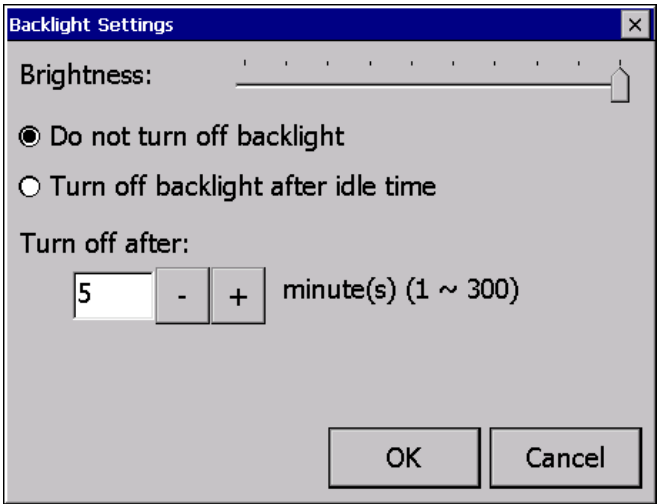 Backlight Settings
Brightness:
Do not turn off backlight
Turn off backlight after idle time
Turn off after:
5 - + minute(s) (1 ~ 300)
OK Cancel